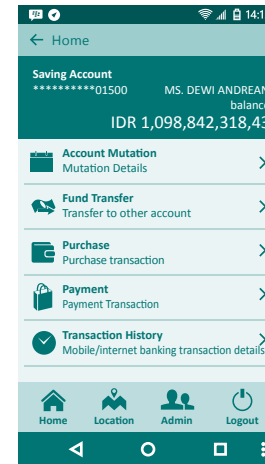 14:1
Home
Saving Account
**********01500 MS. DEWI ANDREAN
balance
IDR 1,098,842,318,43
Account Mutation
Mutation Details
Fund Transfer
Transfer to other account
Purchase
Purchase transaction
Payment
Payment Transaction
Transaction History
Mobile/internet banking transaction details
Home Location Admin Logout